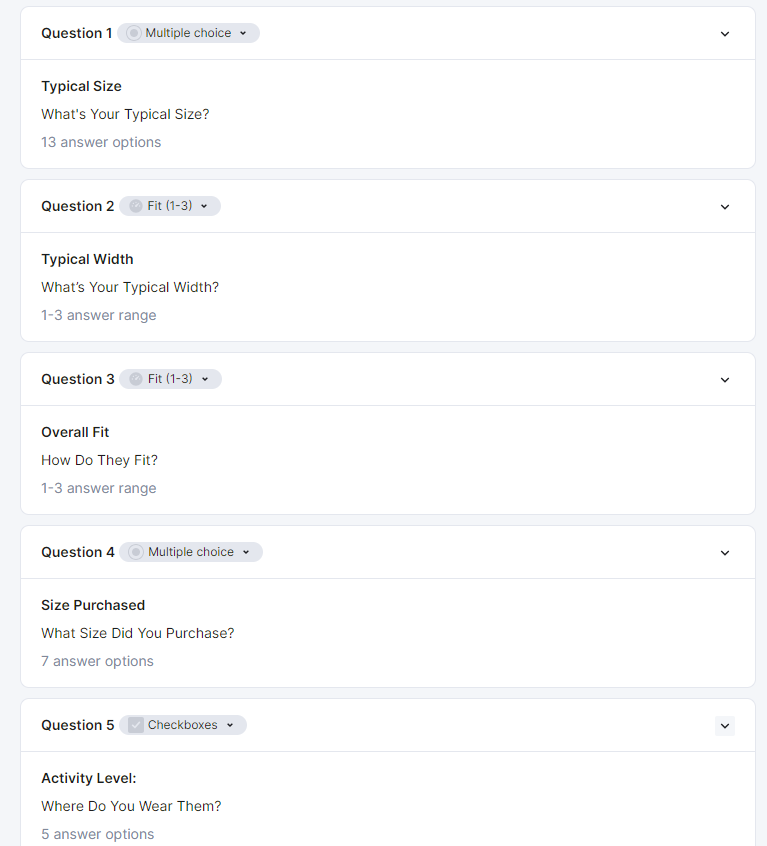 Question 1 Multiple choice
Typical Size
What's Your Typical Size?
13 answer options
Question 2 Fit (1-3)
Typical Width
What’s Your Typical Width?
1-3 answer range
Question 3 Fit (1-3)
Overall Fit
How Do They Fit?
1-3 answer range
Question 4 Multiple choice
Size Purchased
What Size Did You Purchase?
7 answer options
Question 5 Checkboxes
Activity Level:
Where Do You Wear Them?
5 answer options